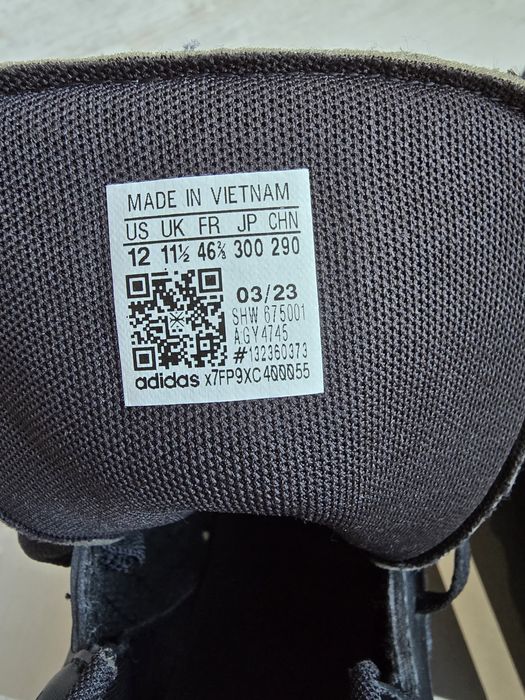 MADE IN VIETNAM
US UK FR JP CHN
12 11½ 46⅔ 300 290
03/23
SHW 675001
AGY4745
#132360373
adidas x7FP9XC400055